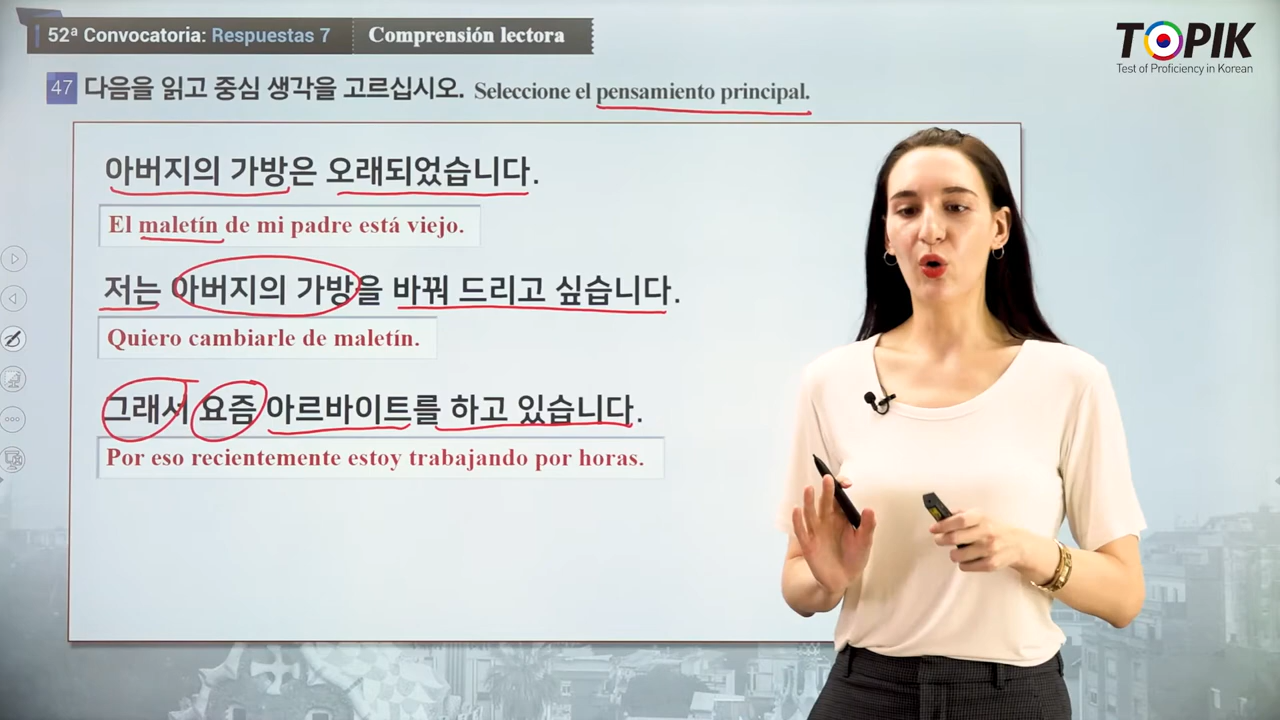 52ª Convocatoria: Respuestas 7 Comprensión lectora
TOPIK
Test of Proficiency in Korean
47 다음을 읽고 중심 생각을 고르십시오. Seleccione el pensamiento principal.
아버지의 가방은 오래되었습니다.
El maletín de mi padre está viejo.
저는 아버지의 가방을 바꿔 드리고 싶습니다.
Quiero cambiarle de maletín.
그래서 요즘 아르바이트를 하고 있습니다.
Por eso recientemente estoy trabajando por horas.